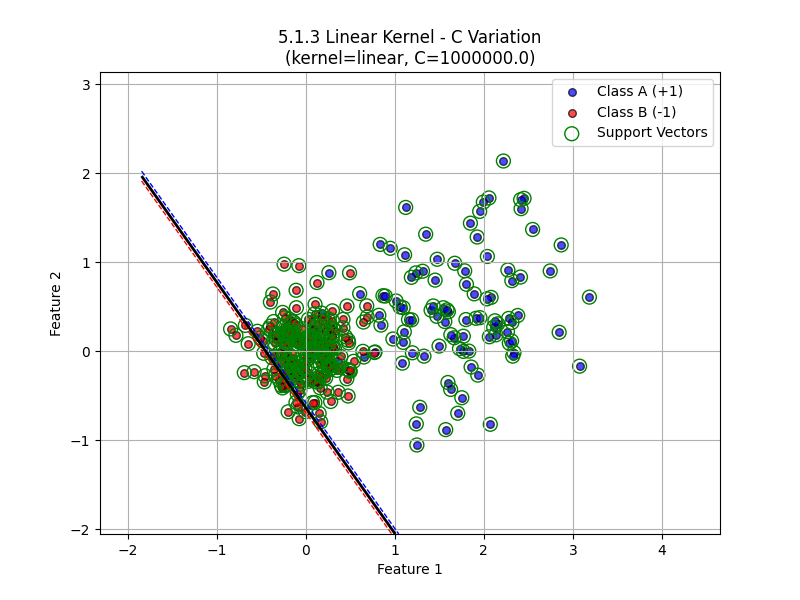 5.1.3 Linear Kernel - C Variation
(kernel=linear, C=1000000.0)
Class A (+1)
Class B (-1)
Support Vectors
3
2
1
0
−1
−2
Feature 2
−2 −1 0 1 2 3 4
Feature 1